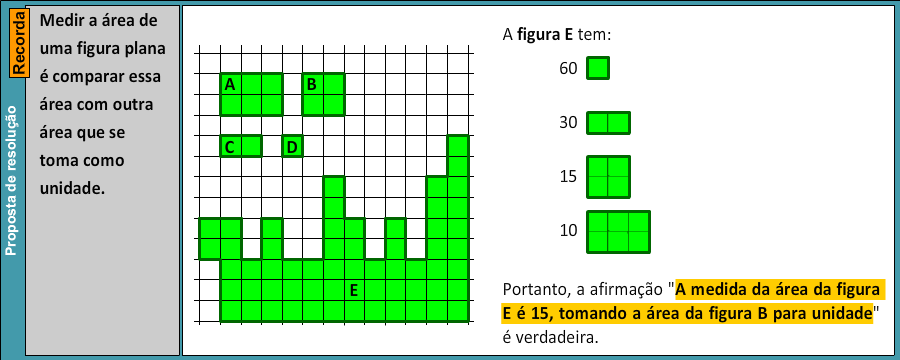 Proposta de resolução
Recorda
Medir a área de
uma figura plana
é comparar essa
área com outra
área que se
toma como
unidade.
A
B
C
D
E
A figura E tem:
60
30
15
10
Portanto, a afirmação "A medida da área da figura
E é 15, tomando a área da figura B para unidade"
é verdadeira.